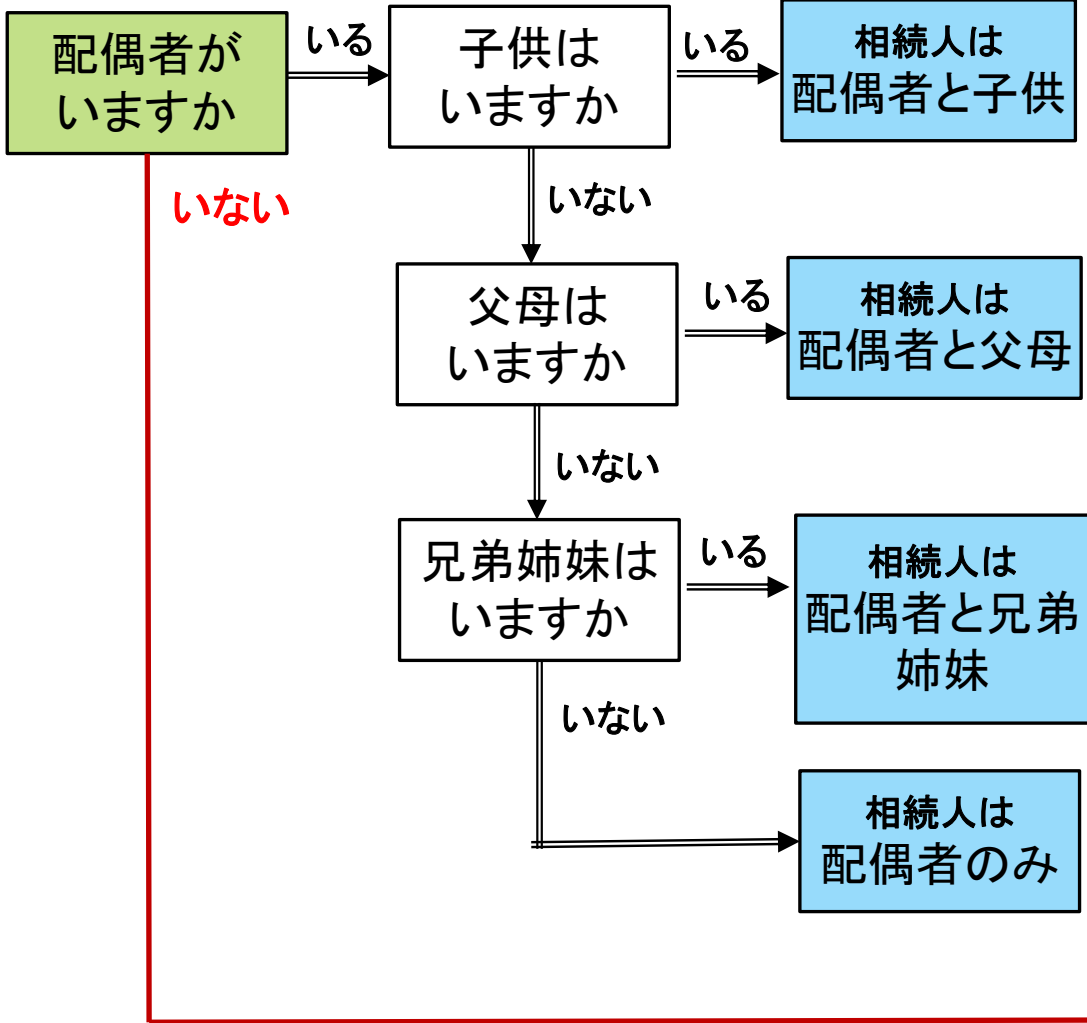 配偶者が
いますか
いる
子供は
いますか
いる
相続人は
配偶者と子供
いない
いない
父母は
いますか
いる
相続人は
配偶者と父母
いない
兄弟姉妹は
いますか
いる
相続人は
配偶者と兄弟
姉妹
いない
相続人は
配偶者のみ